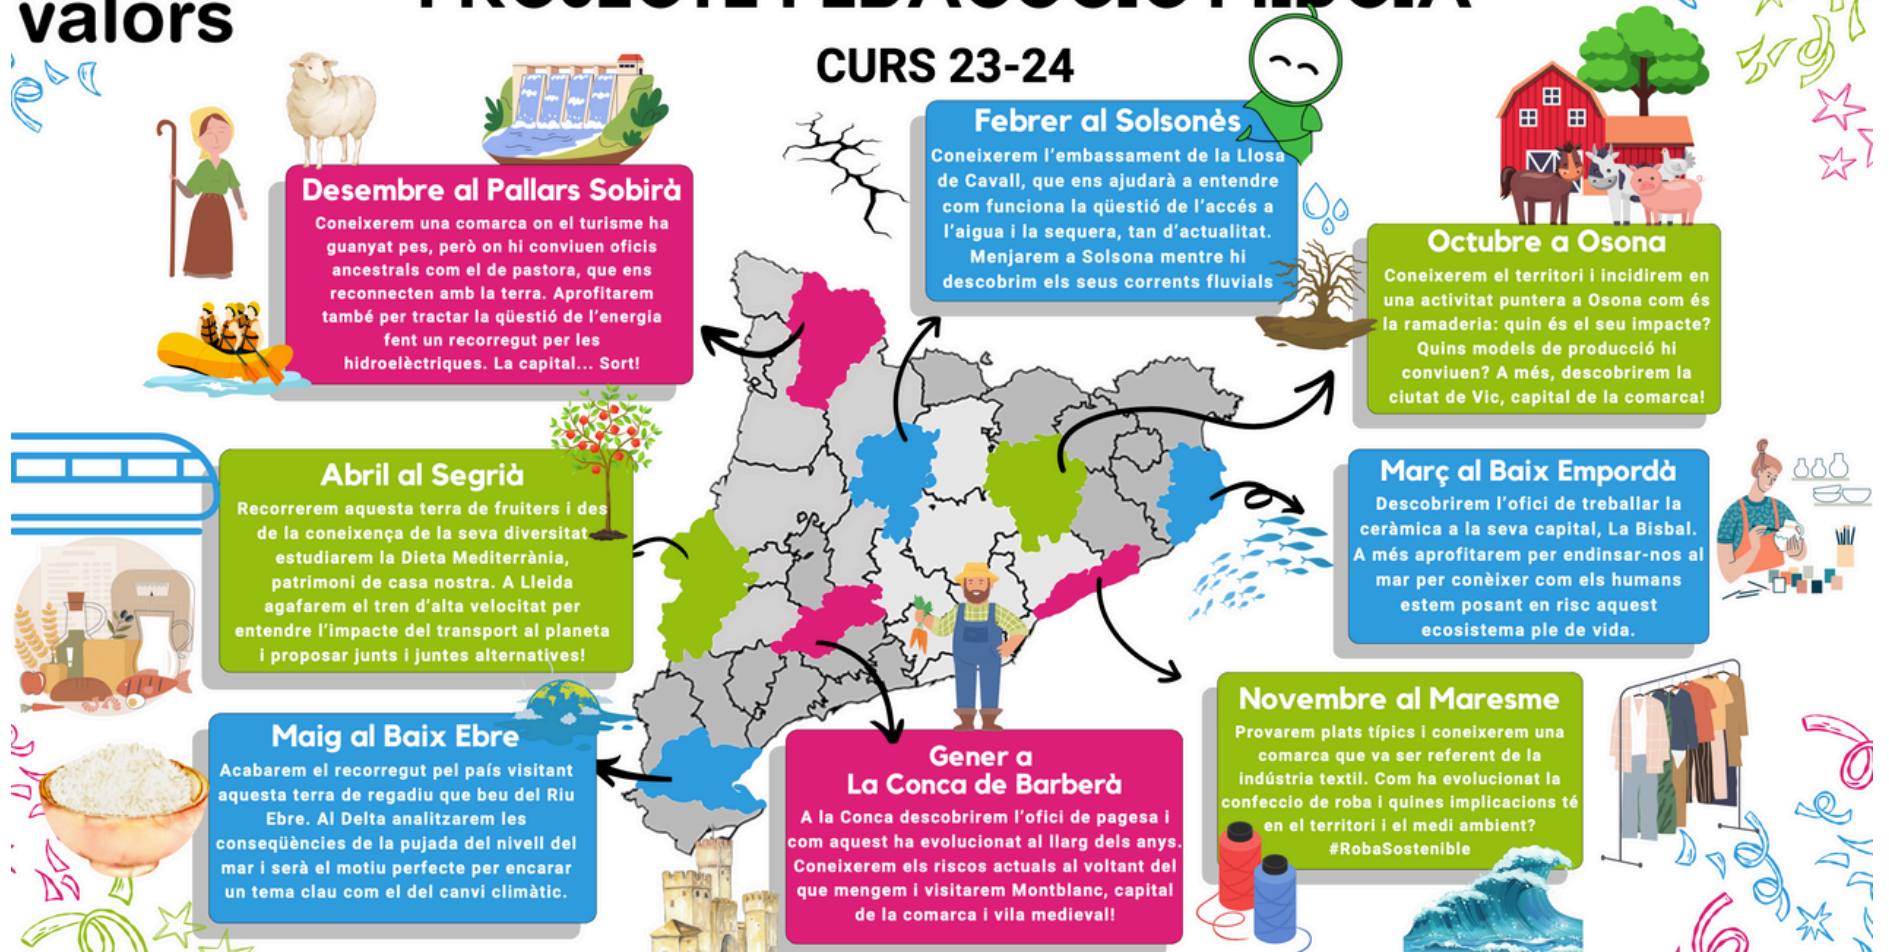 valors
PROJECTE PEDAGÒGIC
CURS 23-24
Desembre al Pallars Sobirà
Coneixerem una comarca on el turisme ha
guanyat pes, però on hi conviuen oficis
ancestrals com el de pastora, que ens
reconnecten amb la terra. Aprofitarem
també per tractar la qüestió de l'energia
fent un recorregut per les
hidroelèctriques. La capital... Sort!
Febrer al Solsonès
Coneixerem l'embassament de la Llosa
de Cavall, que ens ajudarà a entendre
com funciona la qüestió de l'accés a
l'aigua i la sequera, tan d'actualitat.
Menjarem a Solsona mentre hi
descobrim els seus corrents fluvials
Octubre a Osona
Coneixerem el territori i incidirem en
una activitat puntera a Osona com és
la ramaderia: quin és el seu impacte?
Quins models de producció hi
conviuen? A més, descobrirem la
ciutat de Vic, capital de la comarca!
Abril al Segrià
Recorrerem aquesta terra de fruiters i des
de la coneixença de la seva diversitat
estudiarem la Dieta Mediterrània,
patrimoni de casa nostra. A Lleida
agafarem el tren d'alta velocitat per
entendre l'impacte del transport al planeta
i proposar junts i juntes alternatives!
Març al Baix Empordà
Descobrirem l'ofici de treballar la
ceràmica a la seva capital, La Bisbal.
A més aprofitarem per endinsar-nos al
mar per conèixer com els humans
estem posant en risc aquest
ecosistema ple de vida.
Maig al Baix Ebre
Acabarem el recorregut pel país visitant
aquesta terra de regadiu que beu del Riu
Ebre. Al Delta analitzarem les
conseqüències de la pujada del nivell del
mar i serà el motiu perfecte per encarar
un tema clau com el del canvi climàtic.
Gener a
La Conca de Barberà
A la Conca descobrirem l'ofici de pagesa i
com aquest ha evolucionat al llarg dels anys.
Coneixerem els riscos actuals al voltant del
que mengem i visitarem Montblanc, capital
de la comarca i vila medieval!
Novembre al Maresme
Provarem plats típics i coneixerem una
comarca que va ser referent de la
indústria textil. Com ha evolucionat la
confeccio de roba i quines implicacions té
en el territori i el medi ambient?
#RobaSostenible